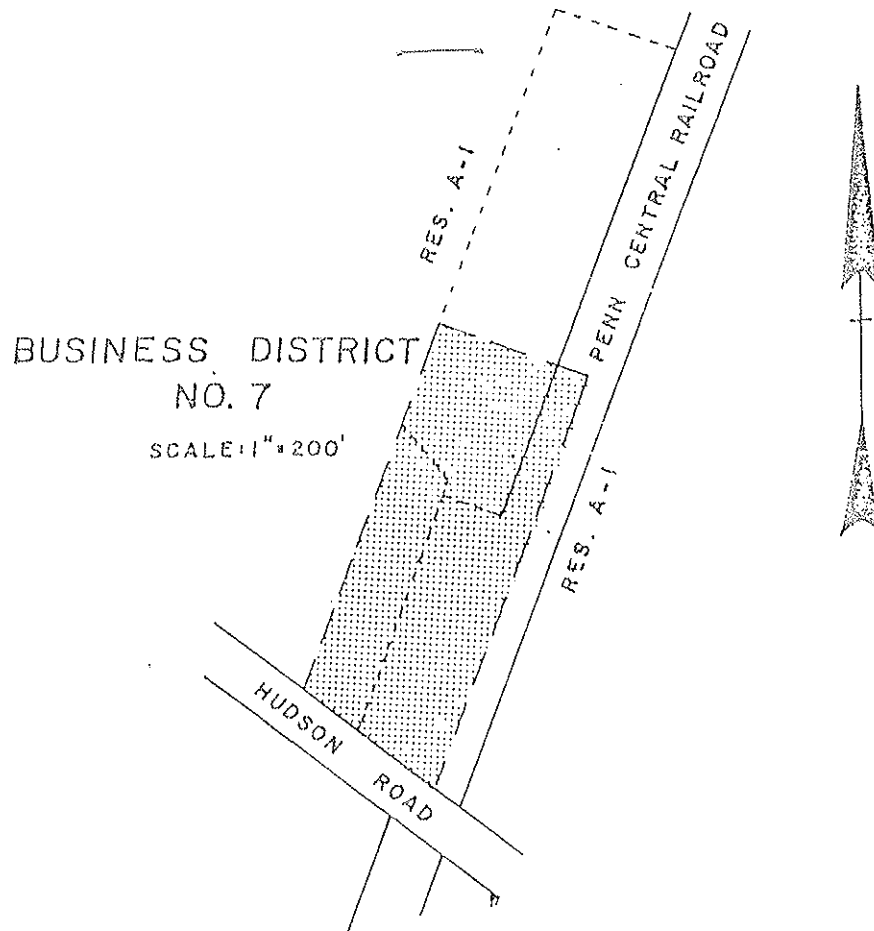 PENN CENTRAL RAILROAD
RES. A-1
BUSINESS DISTRICT
NO. 7
SCALE: 1" = 200'
RES. A-1
HUDSON ROAD